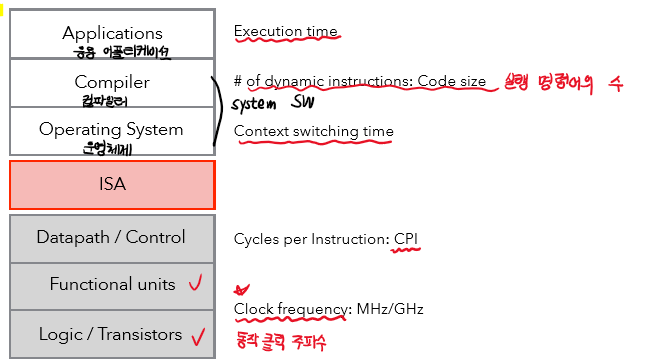 Applications
Execution time
응용 어플리케이션
Compiler
# of dynamic instructions: Code size 실행 명령어의 수
컴파일러
system SW
Operating System
Context switching time
운영체제
ISA
Datapath / Control
Cycles per Instruction: CPI
Functional units
Clock frequency: MHz/GHz
Logic / Transistors
동작 클럭 주파수